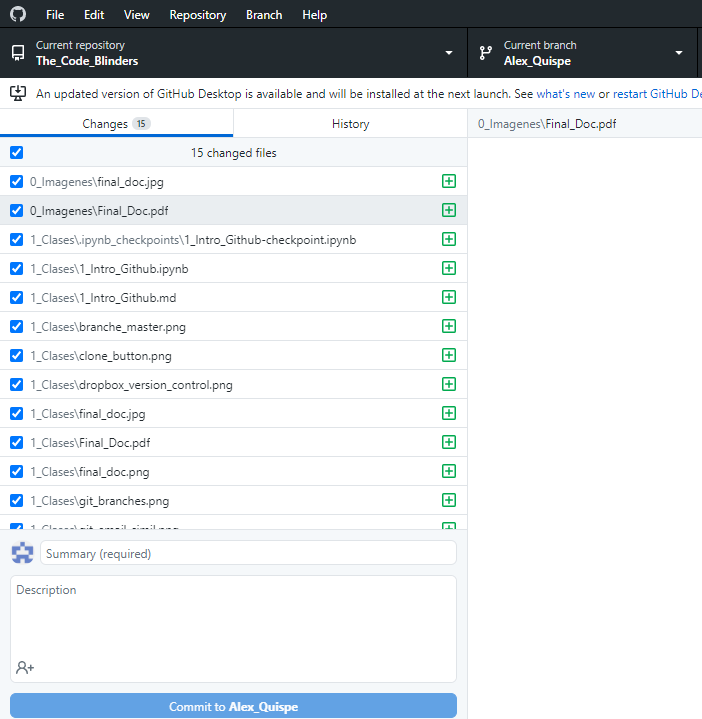 File Edit View Repository Branch Help
Current repository
The_Code_Blinders
Current branch
Alex_Quispe
An updated version of GitHub Desktop is available and will be installed at the next launch. See what's new or restart GitHub De
Changes 15
History
0_Imagenes\Final_Doc.pdf
15 changed files
0_Imagenes\final_doc.jpg
0_Imagenes\Final_Doc.pdf
1_Clases\.ipynb_checkpoints\1_Intro_Github-checkpoint.ipynb
1_Clases\1_Intro_Github.ipynb
1_Clases\1_Intro_Github.md
1_Clases\branche_master.png
1_Clases\clone_button.png
1_Clases\dropbox_version_control.png
1_Clases\final_doc.jpg
1_Clases\Final_Doc.pdf
1_Clases\final_doc.png
1_Clases\git_branches.png
Summary (required)
Description
Commit to Alex_Quispe